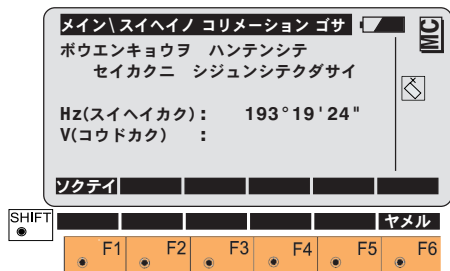 メイン\スイヘイノ コリメーション ゴサ
MC
ボウエンキョウヲ ハンテンシテ
セイカクニ シジュンシテクダサイ
Hz(スイヘイカク): 193°19'24"
V(コウドカク) :
ソクテイ
SHIFT
ヤメル
F1 F2 F3 F4 F5 F6